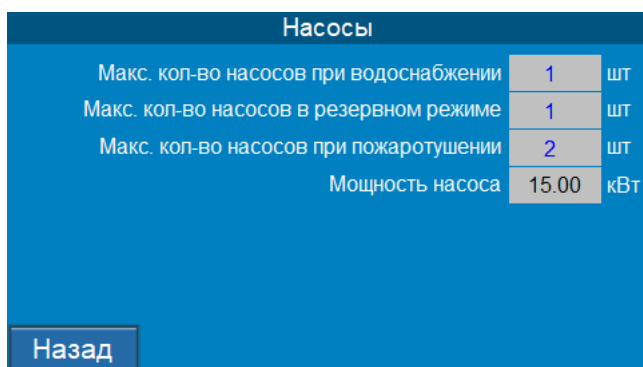 Насосы
Макс. кол-во насосов при водоснабжении 1 шт
Макс. кол-во насосов в резервном режиме 1 шт
Макс. кол-во насосов при пожаротушении 2 шт
Мощность насоса 15.00 кВт
Назад